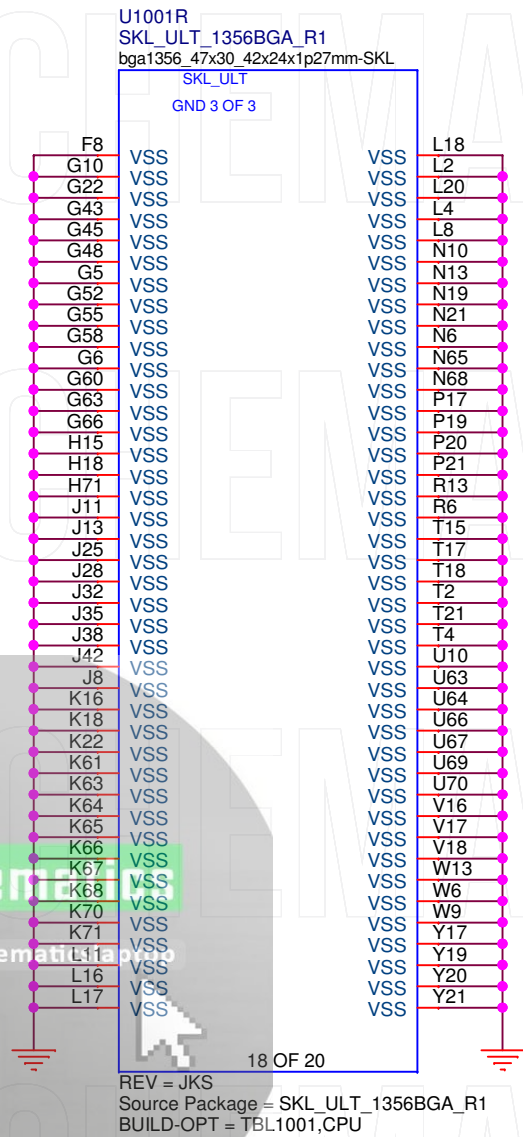 U1001R
SKL_ULT_1356BGA_R1
bga1356_47x30_42x24x1p27mm-SKL
SKL_ULT
GND 3 OF 3
F8 VSS VSS L18
G10 VSS VSS L2
G22 VSS VSS L20
G43 VSS VSS L4
G45 VSS VSS L8
G48 VSS VSS N10
G5 VSS VSS N13
G52 VSS VSS N19
G55 VSS VSS N21
G58 VSS VSS N6
G6 VSS VSS N65
G60 VSS VSS N68
G63 VSS VSS P17
G66 VSS VSS P19
H15 VSS VSS P20
H18 VSS VSS P21
H71 VSS VSS R13
J11 VSS VSS R6
J13 VSS VSS T15
J25 VSS VSS T17
J28 VSS VSS T18
J32 VSS VSS T2
J35 VSS VSS T21
J38 VSS VSS T4
J42 VSS VSS U10
J8 VSS VSS U63
K16 VSS VSS U64
K18 VSS VSS U66
K22 VSS VSS U67
K61 VSS VSS U69
K63 VSS VSS U70
K64 VSS VSS V16
K65 VSS VSS V17
K66 VSS VSS V18
K67 VSS VSS W13
K68 VSS VSS W6
K70 VSS VSS W9
K71 VSS VSS Y17
L11 VSS VSS Y19
L16 VSS VSS Y20
L17 VSS VSS Y21
18 OF 20
REV = JKS
Source Package = SKL_ULT_1356BGA_R1
BUILD-OPT = TBL1001,CPU